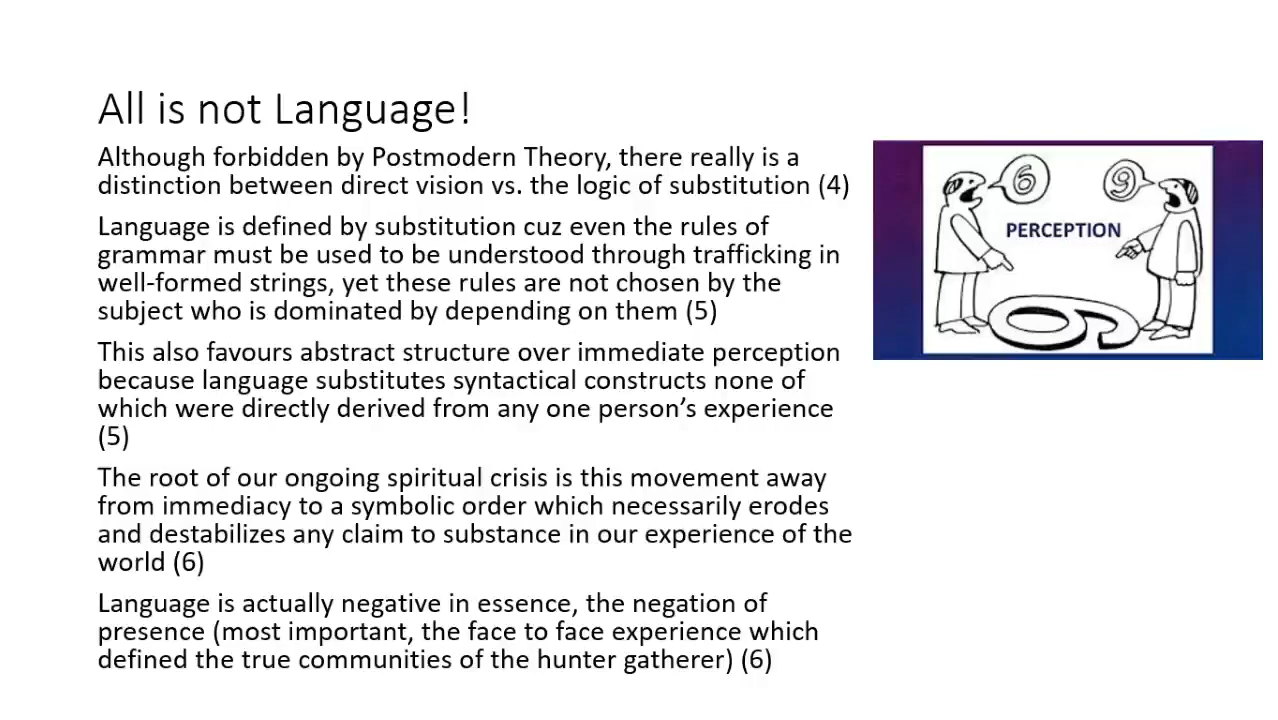 All is not Language!
Although forbidden by Postmodern Theory, there really is a
distinction between direct vision vs. the logic of substitution (4)
Language is defined by substitution cuz even the rules of
grammar must be used to be understood through trafficking in
well-formed strings, yet these rules are not chosen by the
subject who is dominated by depending on them (5)
This also favours abstract structure over immediate perception
because language substitutes syntactical constructs none of
which were directly derived from any one person’s experience
(5)
The root of our ongoing spiritual crisis is this movement away
from immediacy to a symbolic order which necessarily erodes
and destabilizes any claim to substance in our experience of the
world (6)
Language is actually negative in essence, the negation of
presence (most important, the face to face experience which
defined the true communities of the hunter gatherer) (6)
6 9
PERCEPTION
6